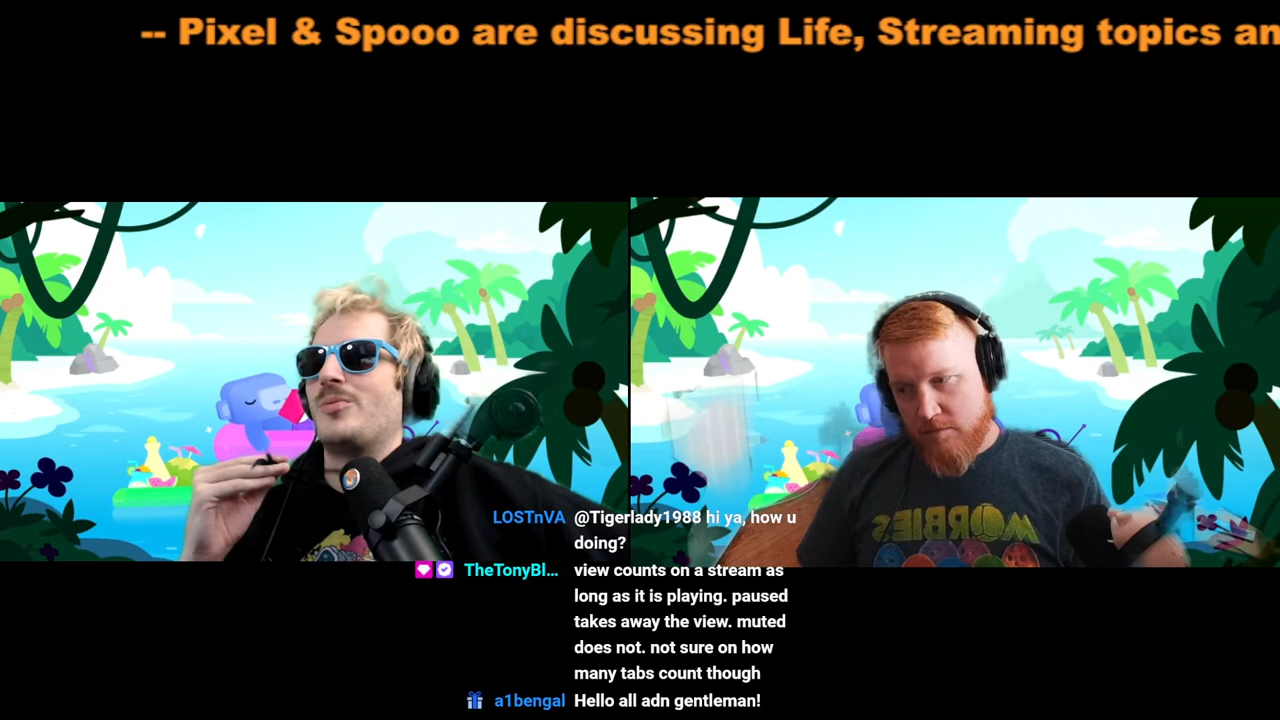 -- Pixel & Spooo are discussing Life, Streaming topics an
MORBIES
LOSTnVA @Tigerlady1988 hi ya, how u
doing?
TheTonyBl... view counts on a stream as
long as it is playing. paused
takes away the view. muted
does not. not sure on how
many tabs count though
a1bengal Hello all adn gentleman!